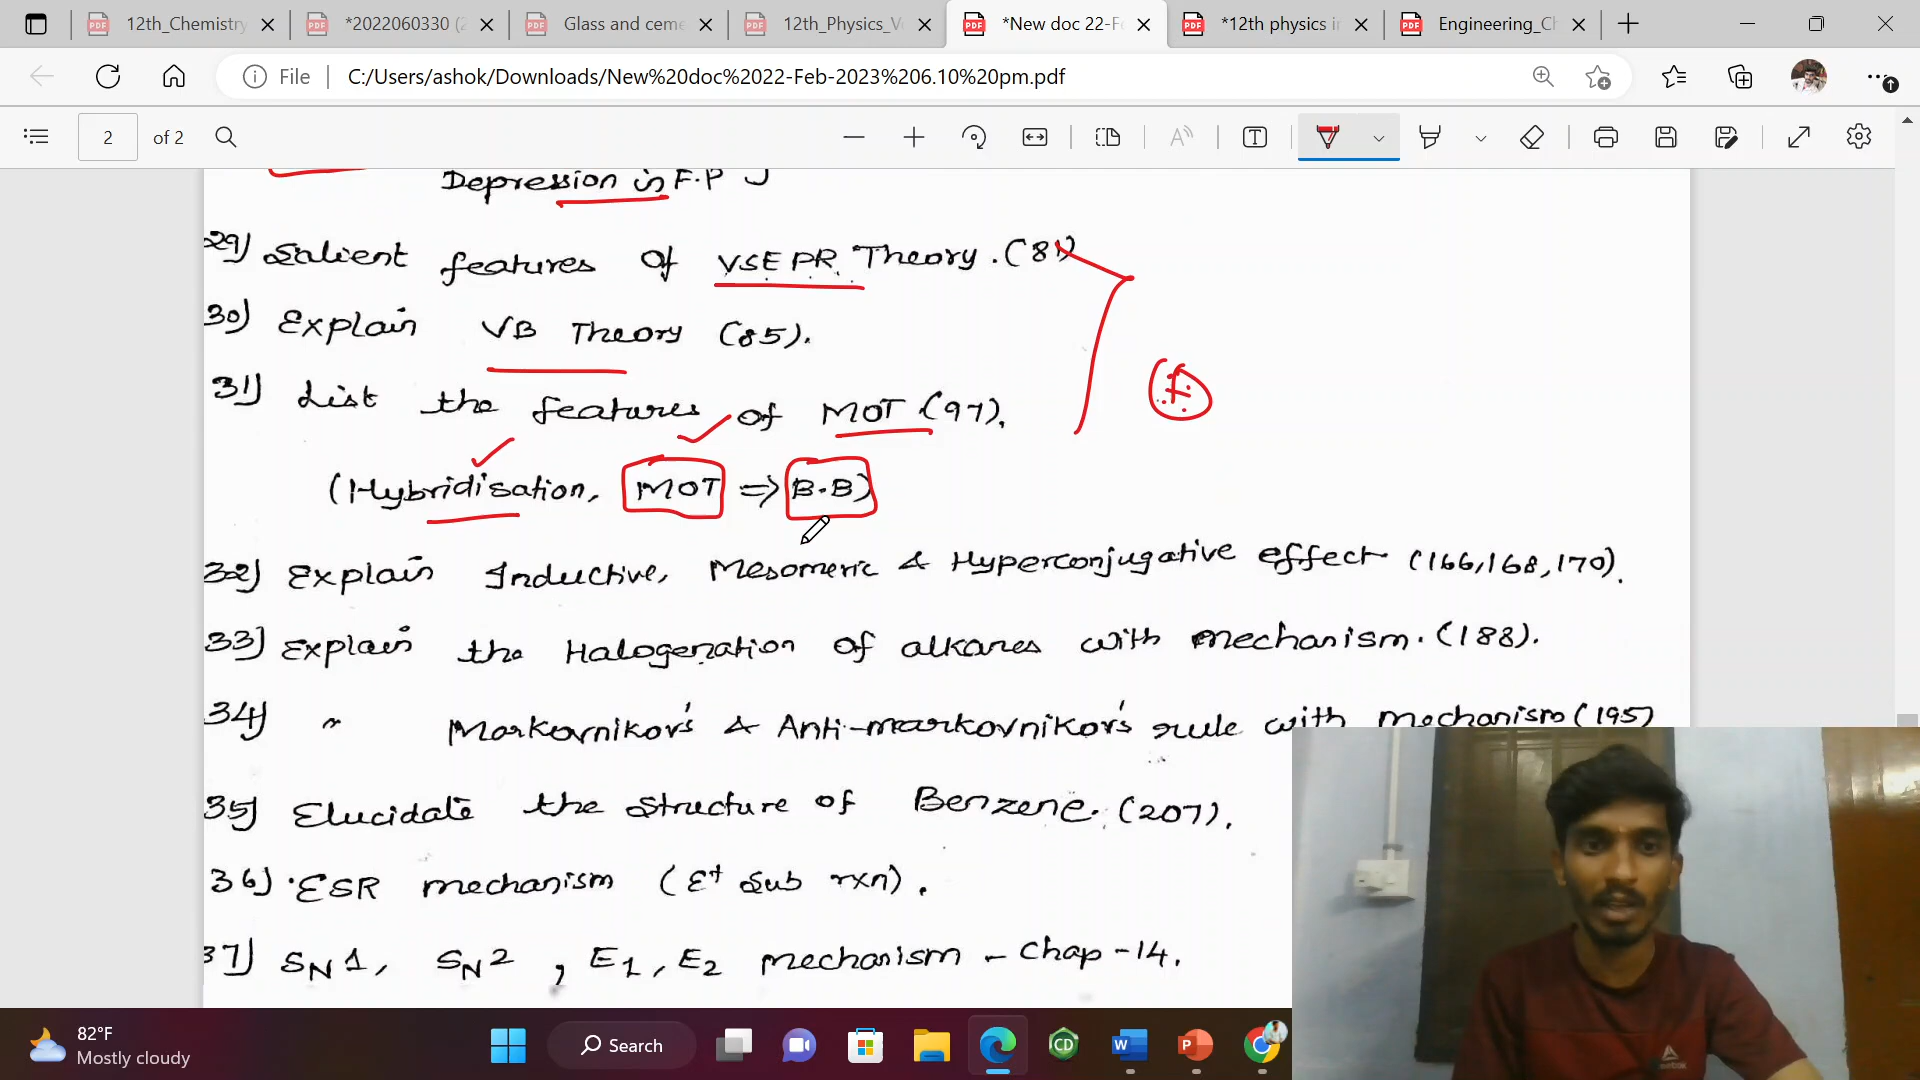 12th_Chemistry
*2022060330 (2
Glass and ceme
12th_Physics_Vo
*New doc 22-Fe
*12th physics in
Engineering_Ch
File
C:/Users/ashok/Downloads/New%20doc%2022-Feb-2023%206.10%20pm.pdf
2
of 2
Depression in F.P
29) Salient features of VSEPR Theory. (81)
30) Explain VB Theory (85).
31) List the features of MOT (97).
(Hybridisation, MOT => B.B)
32) Explain Inductive, Mesomeric & Hyperconjugative effect (166,168,170).
33) Explain the Halogenation of alkanes with mechanism. (188).
34) " Markovnikov's & Anti-markovnikov's rule with mechanism (195)
35) Elucidate the structure of Benzene. (207).
36) ESR mechanism (E+ Sub rxn).
37) SN1, SN2, E1, E2 mechanism - Chap-14.
82°F
Mostly cloudy
Search
CD
W
P